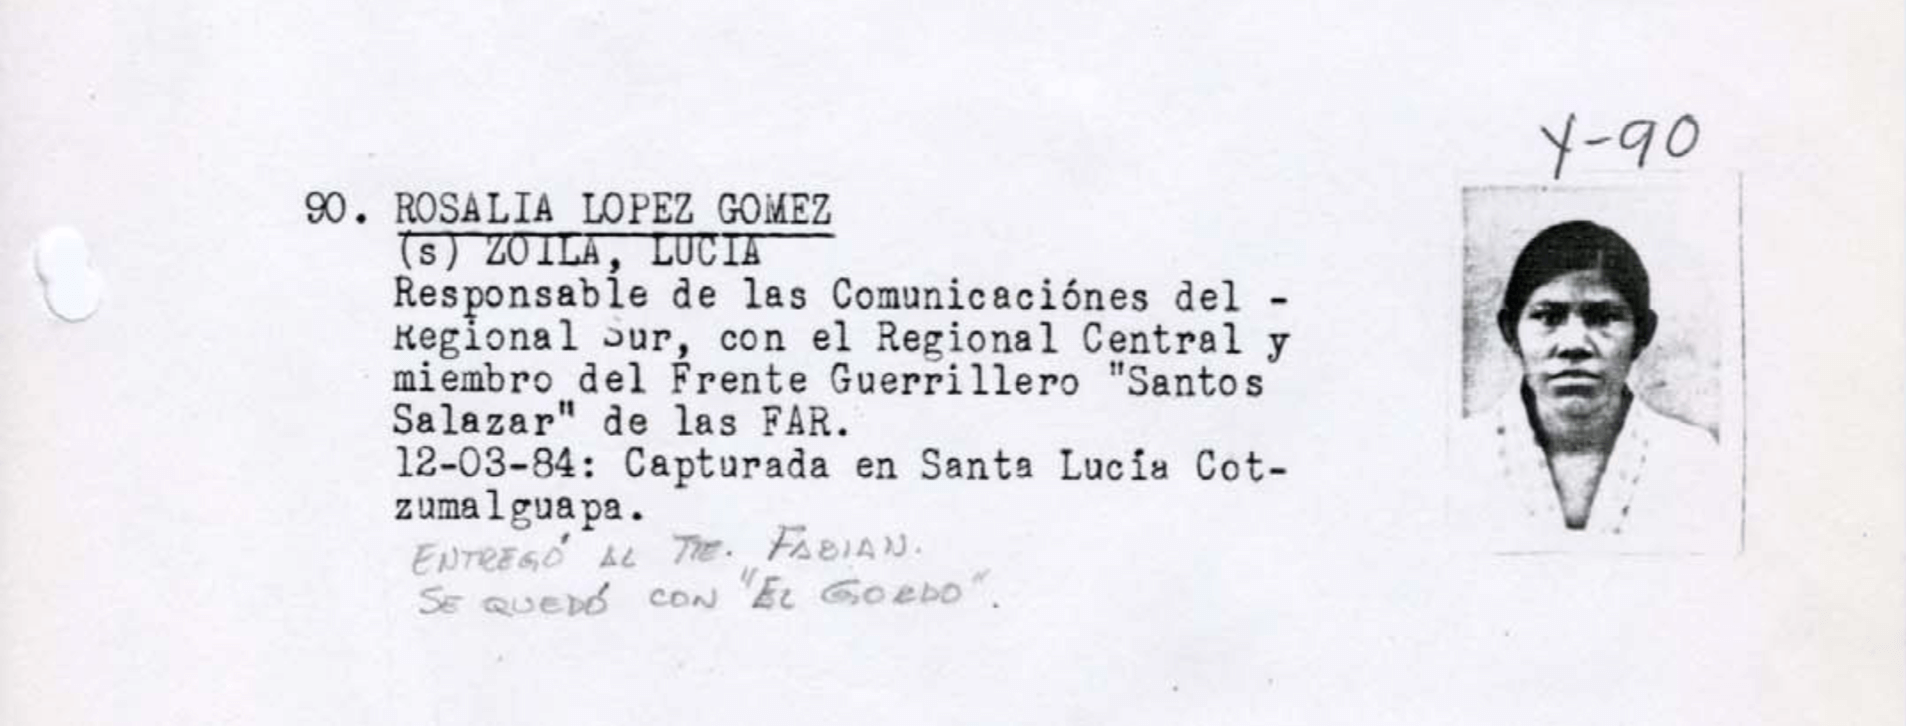 Y-90
90. ROSALIA LOPEZ GOMEZ
(s) ZOILA, LUCIA
Responsable de las Comunicaciónes del -
Regional Sur, con el Regional Central y
miembro del Frente Guerrillero "Santos
Salazar" de las FAR.
12-03-84: Capturada en Santa Lucía Cot-
zumalguapa.
ENTREGÓ AL TTE. FABIAN.
SE QUEDÓ CON "EL GORDO".